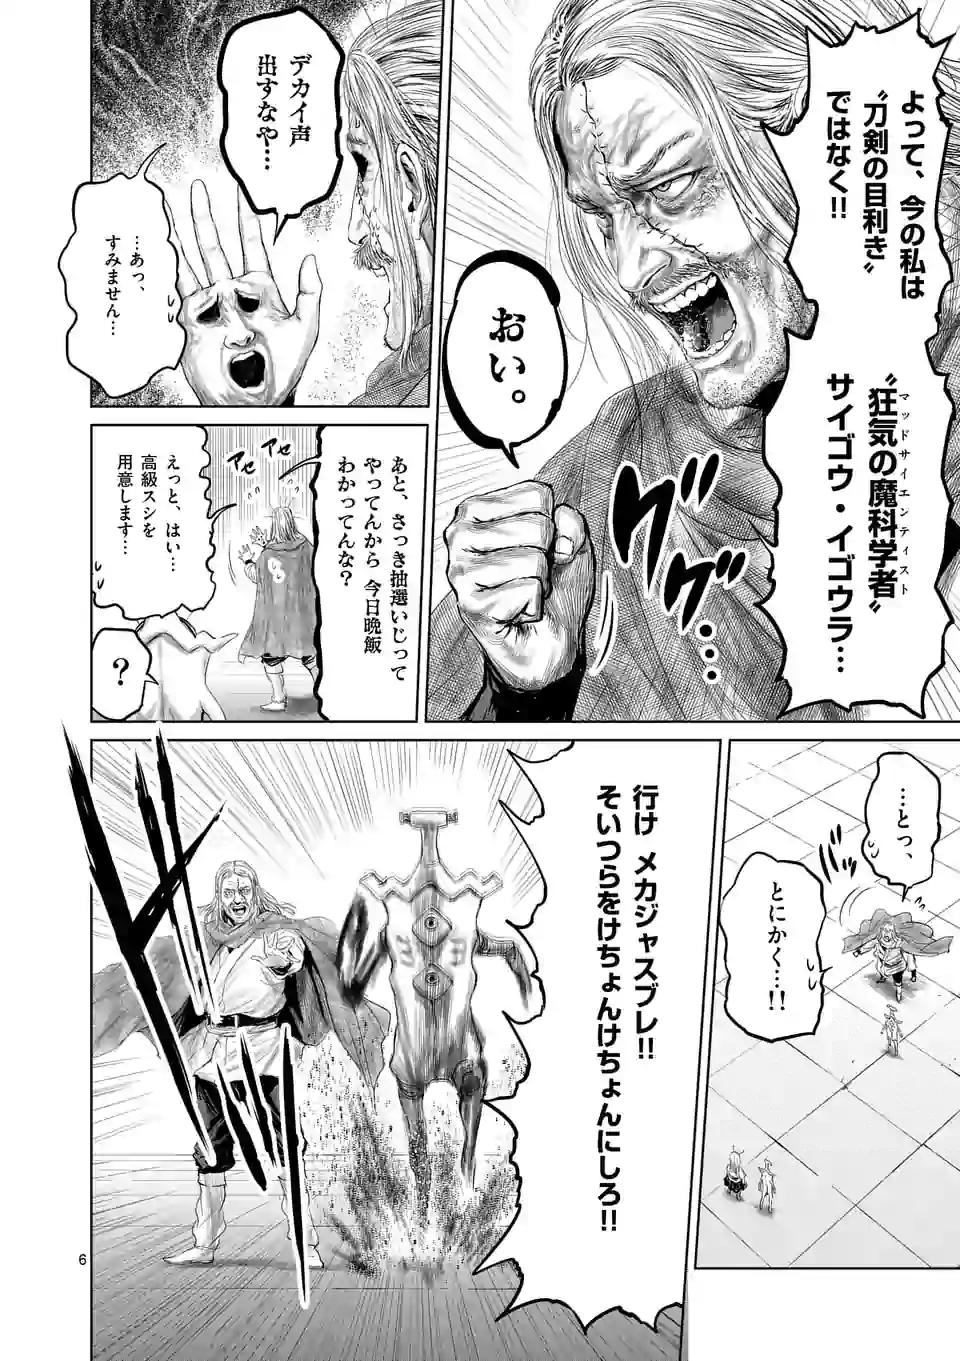 よって、今の私は
〝刀剣の目利き〟
ではなく!!
〝狂気の魔科学者〟
マッドサイエンティスト
サイゴウ・イゴウラ…
おい。
グッ…
デカイ声
出すなや…
…あっ、
すみません…
あと、さっき抽選いじって
やってんから 今日晩飯
わかってんな?
アセ
アセ
えっと、はい…
高級スシを
用意します…
?
…とっ、
とにかく…!!
行け メカジャスブレ!!
そいつらをけちょんけちょんにしろ!!
6